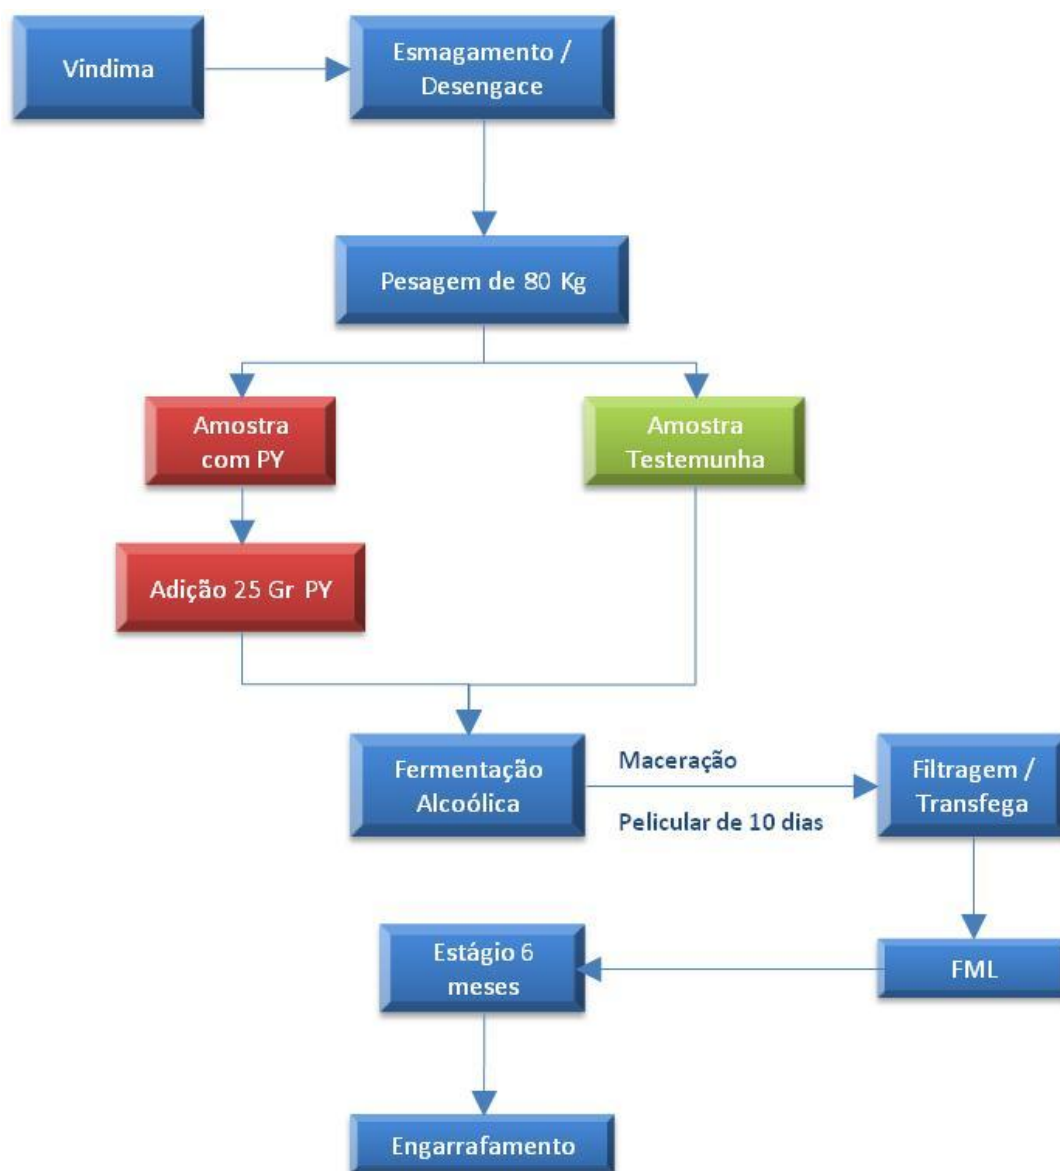 Vindima
Esmagamento /
Desengace
Pesagem de 80 Kg
Amostra
com PY
Amostra
Testemunha
Adição 25 Gr PY
Fermentação
Alcoólica
Maceração
Pelicular de 10 dias
Filtragem /
Transfega
FML
Estágio 6
meses
Engarrafamento